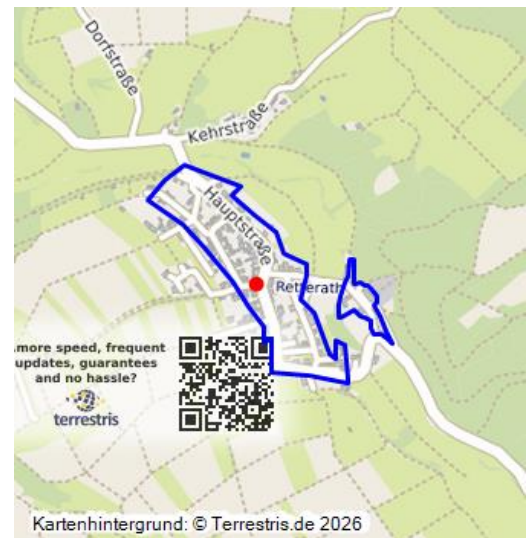 Dorfstraße
Kehrstraße
Hauptstraße
Retterath
.more speed, frequent
updates, guarantees
and no hassle?
terrestris
Kartenhintergrund: © Terrestris.de 2026